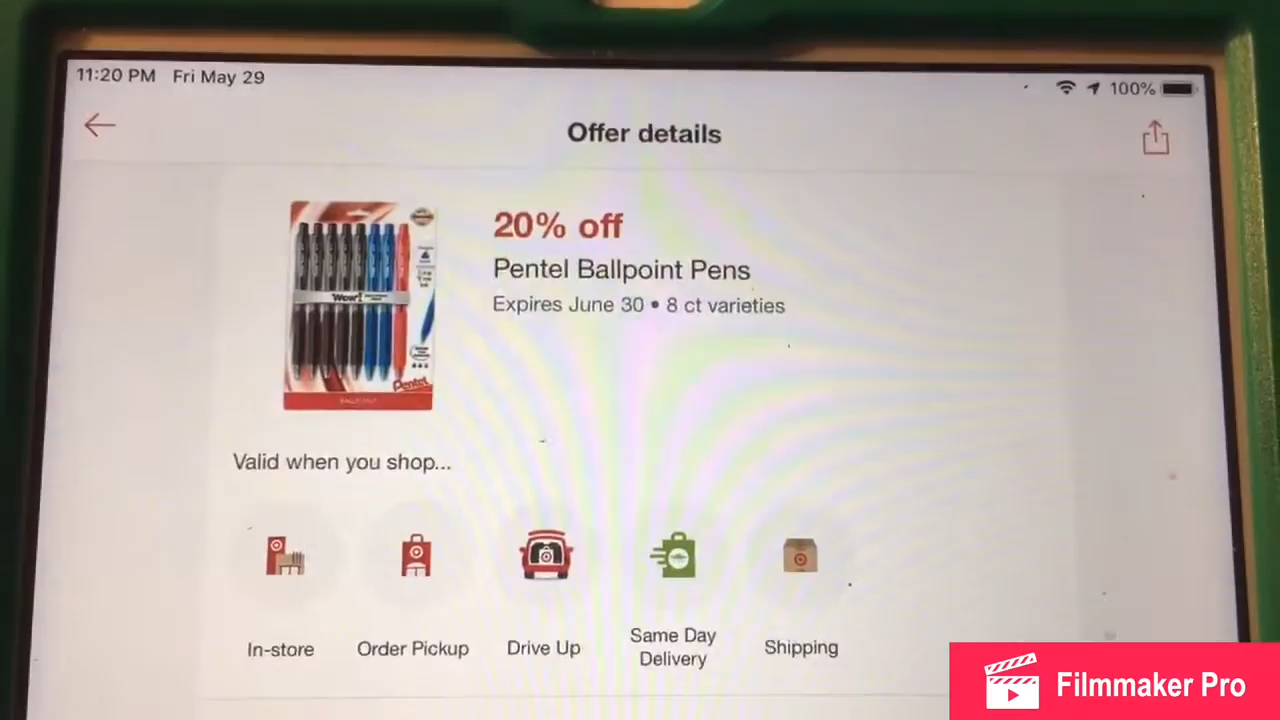 11:20 PM Fri May 29
100%
Offer details
20% off
Pentel Ballpoint Pens
Expires June 30 • 8 ct varieties
Wow!
Pentel
Valid when you shop...
In-store
Order Pickup
Drive Up
Same Day
Delivery
Shipping
Filmmaker Pro